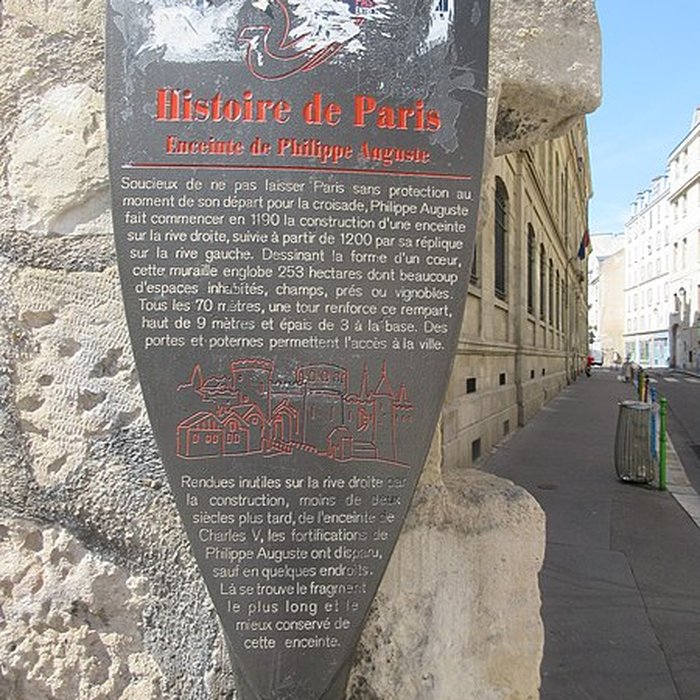 Histoire de Paris
Enceinte de Philippe Auguste
Soucieux de ne pas laisser Paris sans protection au
moment de son départ pour la croisade, Philippe Auguste
fait commencer en 1190 la construction d'une enceinte
sur la rive droite, suivie à partir de 1200 par sa réplique
sur la rive gauche. Dessinant la forme d'un cœur,
cette muraille englobe 253 hectares dont beaucoup
d'espaces inhabités, champs, prés ou vignobles.
Tous les 70 mètres, une tour renforce ce rempart,
haut de 9 mètres et épais de 3 à la base. Des
portes et poternes permettent l'accès à la ville.
Rendues inutiles sur la rive droite par
la construction, moins de deux
siècles plus tard, de l'enceinte de
Charles V, les fortifications de
Philippe Auguste ont disparu,
sauf en quelques endroits.
Là se trouve le fragment
le plus long et le
mieux conservé de
cette enceinte.